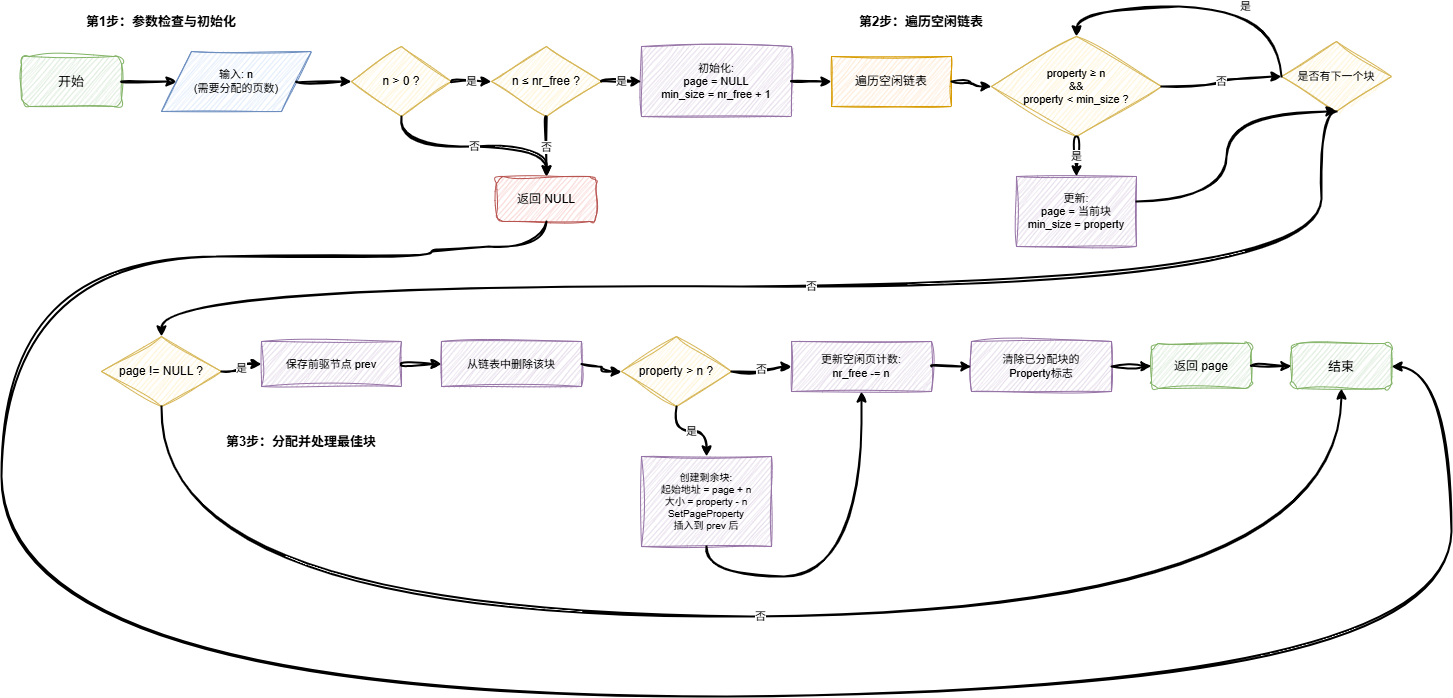 第1步：参数检查与初始化
开始
输入: n
(需要分配的页数)
n > 0 ?
是
n ≤ nr_free ?
是
否
否
返回 NULL
初始化:
page = NULL
min_size = nr_free + 1
第2步：遍历空闲链表
遍历空闲链表
property ≥ n
&&
property < min_size ?
是
否
是否有下一个块
是
更新:
page = 当前块
min_size = property
否
page != NULL ?
是
保存前驱节点 prev
从链表中删除该块
property > n ?
否
更新空闲页计数:
nr_free -= n
清除已分配块的
Property标志
返回 page
结束
第3步：分配并处理最佳块
是
创建剩余块:
起始地址 = page + n
大小 = property - n
SetPageProperty
插入到 prev 后
否